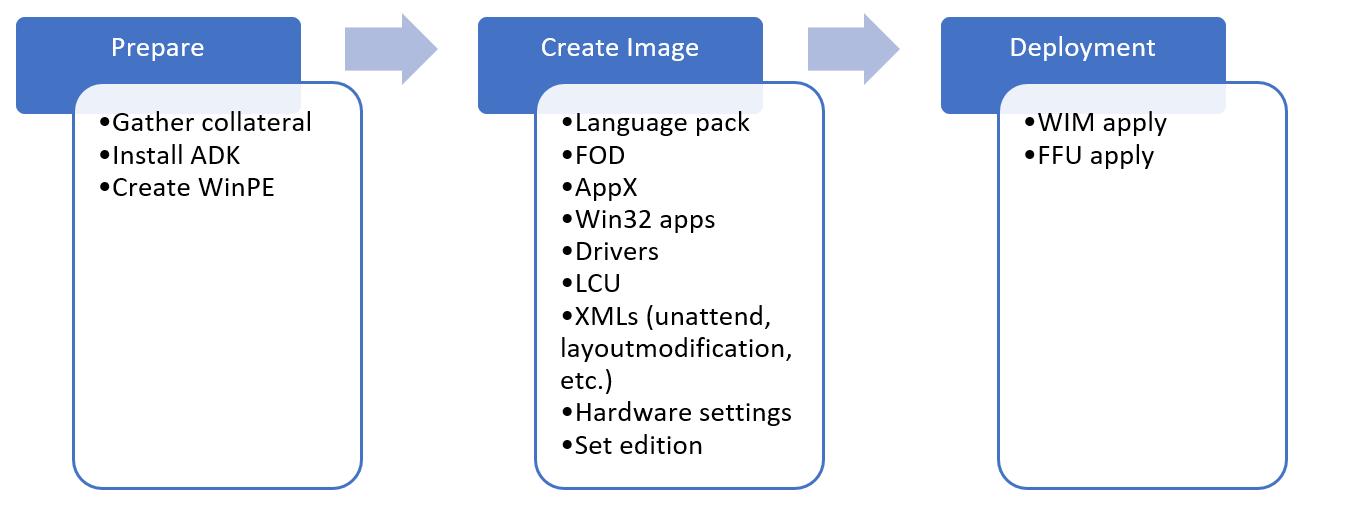 Prepare
•Gather collateral
•Install ADK
•Create WinPE
Create Image
•Language pack
•FOD
•AppX
•Win32 apps
•Drivers
•LCU
•XMLs (unattend,
layoutmodification,
etc.)
•Hardware settings
•Set edition
Deployment
•WIM apply
•FFU apply